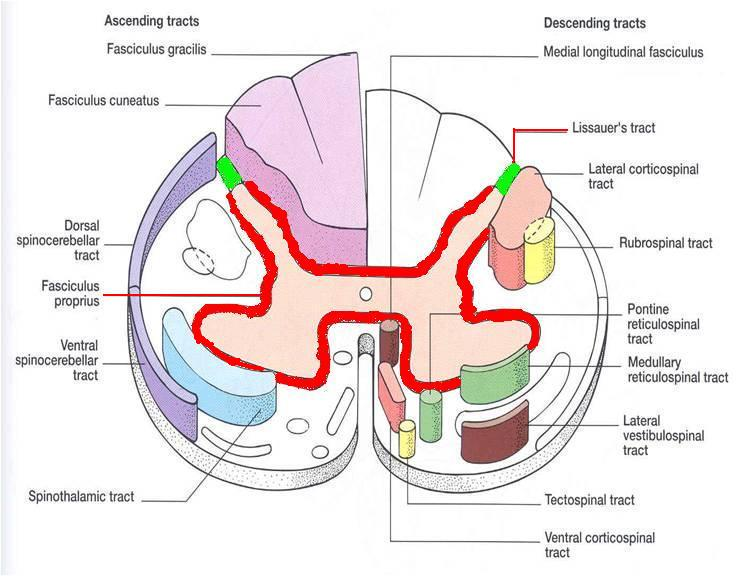 Ascending tracts
Fasciculus gracilis
Fasciculus cuneatus
Dorsal
spinocerebellar
tract
Fasciculus
proprius
Ventral
spinocerebellar
tract
Spinothalamic tract
Descending tracts
Medial longitudinal fasciculus
Lissauer's tract
Lateral corticospinal
tract
Rubrospinal tract
Pontine
reticulospinal
tract
Medullary
reticulospinal tract
Lateral
vestibulospinal
tract
Tectospinal tract
Ventral corticospinal
tract